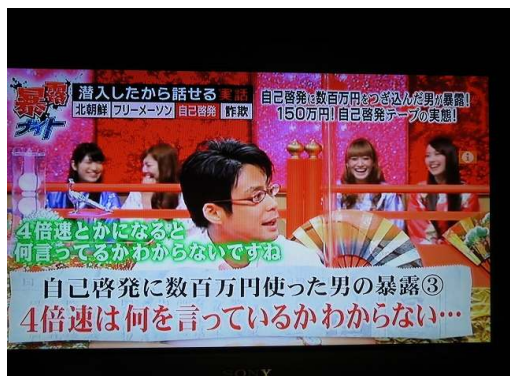 暴露ナイト
潜入したから話せる 実話
北朝鮮 フリーメーソン 自己啓発 詐欺
自己啓発に数百万円をつぎ込んだ男が暴露!
150万円!自己啓発テープの実態!
4倍速とかになると
何言ってるかわからないですね
自己啓発に数百万円使った男の暴露③
4倍速は何を言っているかわからない…
SONY